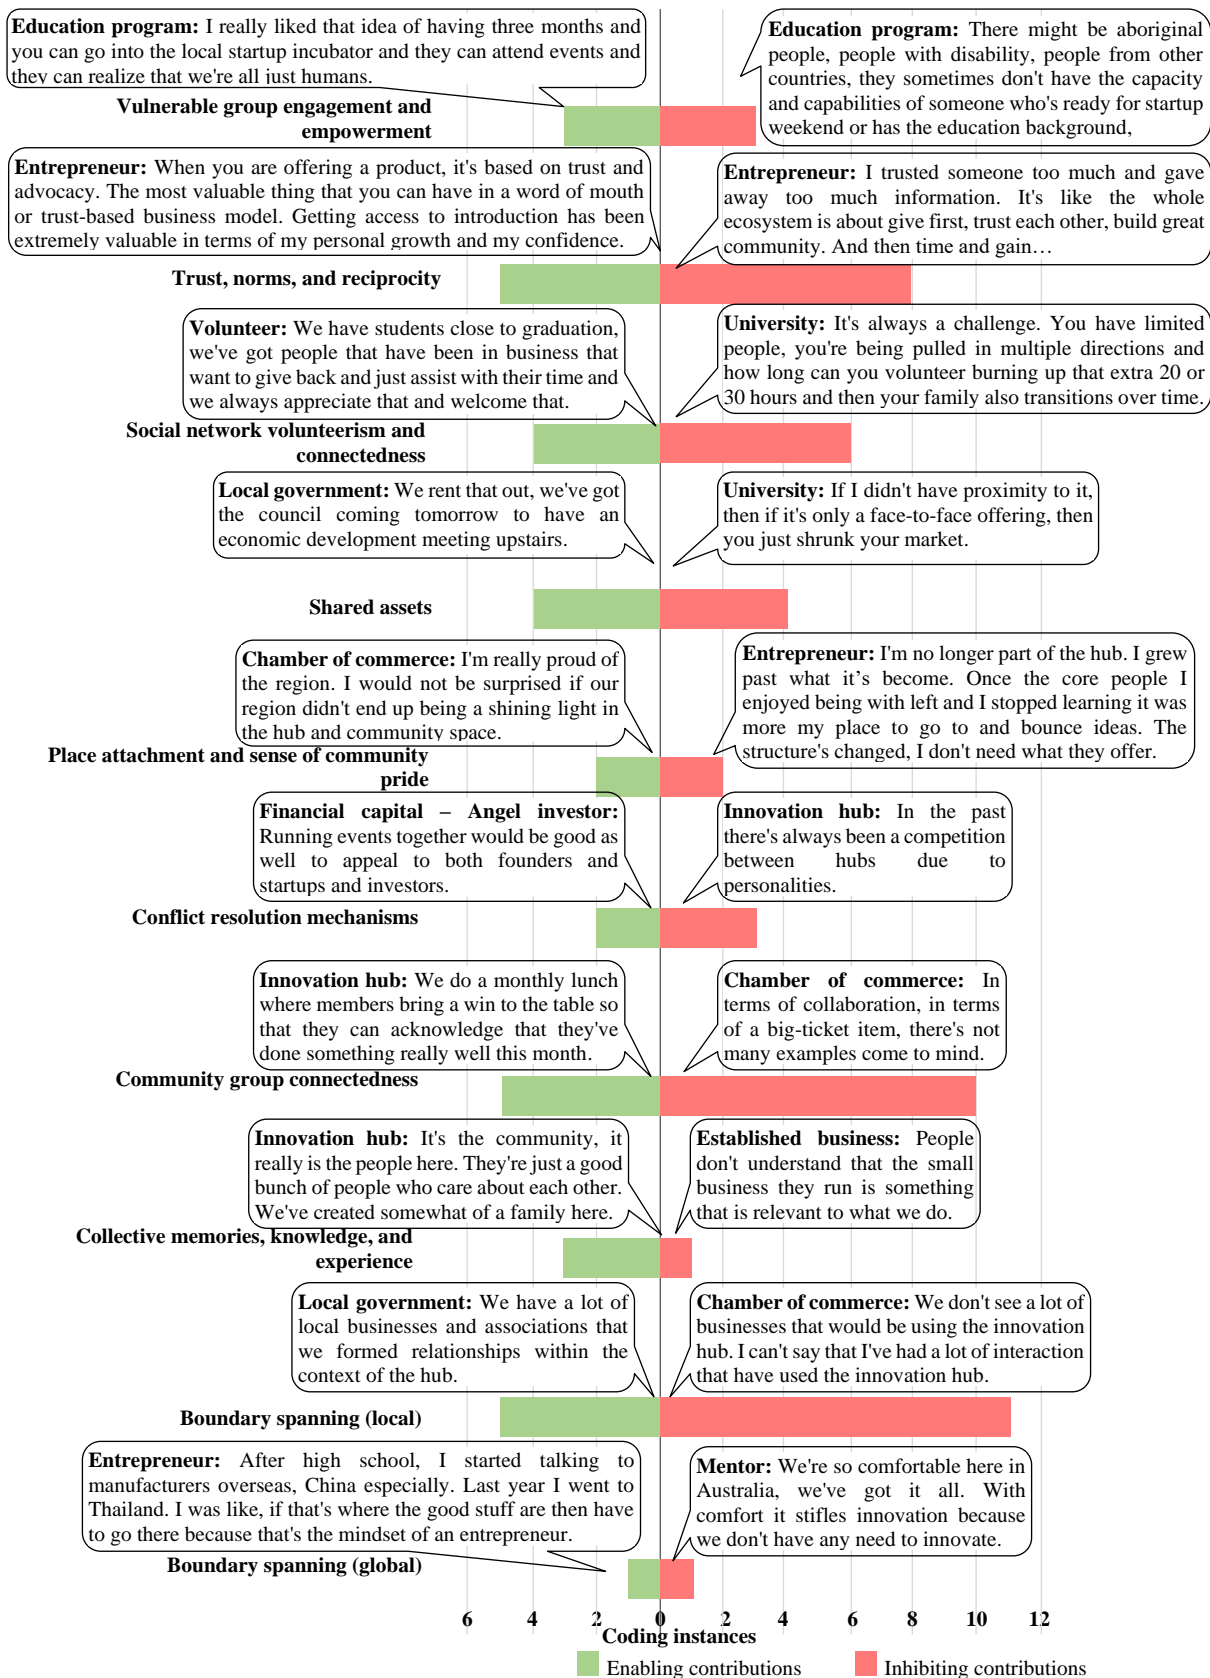 Education program: I really liked that idea of having three months and
you can go into the local startup incubator and they can attend events and
they can realize that we're all just humans.
Education program: There might be aboriginal
people, people with disability, people from other
countries, they sometimes don't have the capacity
and capabilities of someone who's ready for startup
weekend or has the education background,
Vulnerable group engagement and
empowerment
Entrepreneur: When you are offering a product, it's based on trust and
advocacy. The most valuable thing that you can have in a word of mouth
or trust-based business model. Getting access to introduction has been
extremely valuable in terms of my personal growth and my confidence.
Entrepreneur: I trusted someone too much and gave
away too much information. It's like the whole
ecosystem is about give first, trust each other, build great
community. And then time and gain…
Trust, norms, and reciprocity
Volunteer: We have students close to graduation,
we've got people that have been in business that
want to give back and just assist with their time and
we always appreciate that and welcome that.
University: It's always a challenge. You have limited
people, you're being pulled in multiple directions and
how long can you volunteer burning up that extra 20 or
30 hours and then your family also transitions over time.
Social network volunteerism and
connectedness
Local government: We rent that out, we've got
the council coming tomorrow to have an
economic development meeting upstairs.
University: If I didn't have proximity to it,
then if it's only a face-to-face offering, then
you just shrunk your market.
Shared assets
Chamber of commerce: I'm really proud of
the region. I would not be surprised if our
region didn't end up being a shining light in
the hub and community space.
Entrepreneur: I'm no longer part of the hub. I grew
past what it's become. Once the core people I
enjoyed being with left and I stopped learning it was
more my place to go to and bounce ideas. The
structure's changed, I don't need what they offer.
Place attachment and sense of community
pride
Financial capital – Angel investor:
Running events together would be good as
well to appeal to both founders and
startups and investors.
Innovation hub: In the past
there's always been a competition
between hubs due to
personalities.
Conflict resolution mechanisms
Innovation hub: We do a monthly lunch
where members bring a win to the table so
that they can acknowledge that they've
done something really well this month.
Chamber of commerce: In
terms of collaboration, in terms
of a big-ticket item, there's not
many examples come to mind.
Community group connectedness
Innovation hub: It's the community, it
really is the people here. They're just a good
bunch of people who care about each other.
We've created somewhat of a family here.
Established business: People
don't understand that the small
business they run is something
that is relevant to what we do.
Collective memories, knowledge, and
experience
Local government: We have a lot of
local businesses and associations that
we formed relationships within the
context of the hub.
Chamber of commerce: We don't see a lot of
businesses that would be using the innovation
hub. I can't say that I've had a lot of interaction
that have used the innovation hub.
Boundary spanning (local)
Entrepreneur: After high school, I started talking to
manufacturers overseas, China especially. Last year I went to
Thailand. I was like, if that's where the good stuff are then have
to go there because that's the mindset of an entrepreneur.
Mentor: We're so comfortable here in
Australia, we've got it all. With
comfort it stifles innovation because
we don't have any need to innovate.
Boundary spanning (global)
6 4 2 0 2 4 6 8 10 12
Coding instances
Enabling contributions Inhibiting contributions